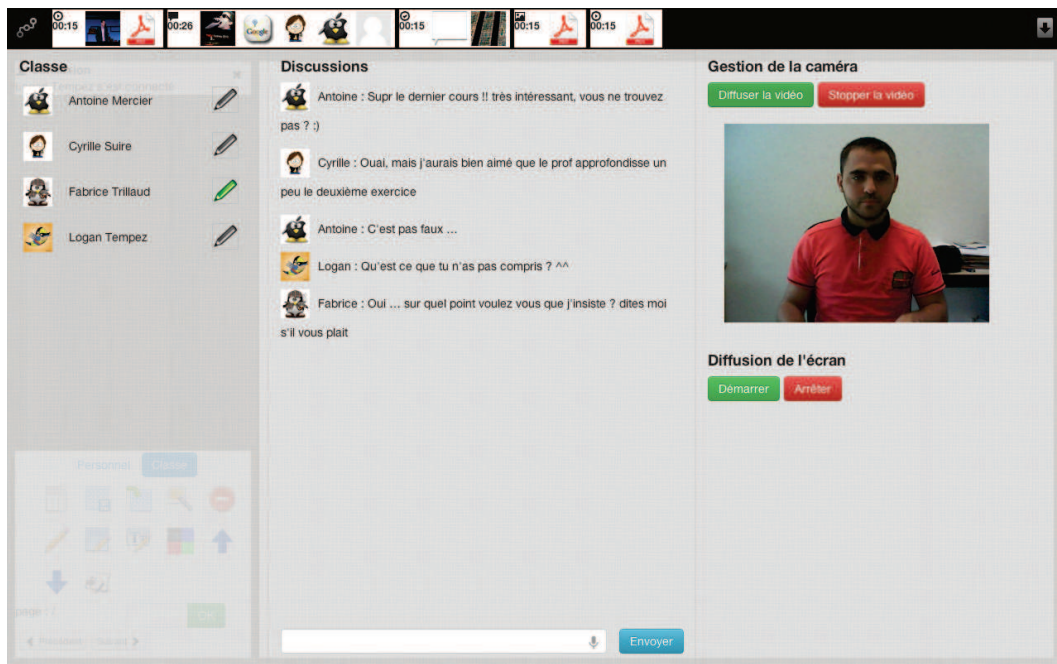 00:15
00:26
Google
00:15
00:15
00:15
Classe
Antoine Mercier
Cyrille Suire
Fabrice Trillaud
Logan Tempez
Personnel Classe
page :
OK
Discussions
Antoine : Supr le dernier cours !! très intéressant, vous ne trouvez
pas ? :)
Cyrille : Ouai, mais j'aurais bien aimé que le prof approfondisse un
peu le deuxième exercice
Antoine : C'est pas faux ...
Logan : Qu'est ce que tu n'as pas compris ? ^^
Fabrice : Oui ... sur quel point voulez vous que j'insiste ? dites moi
s'il vous plait
Envoyer
Gestion de la caméra
Diffuser la vidéo Stopper la vidéo
Diffusion de l'écran
Démarrer Arrêter